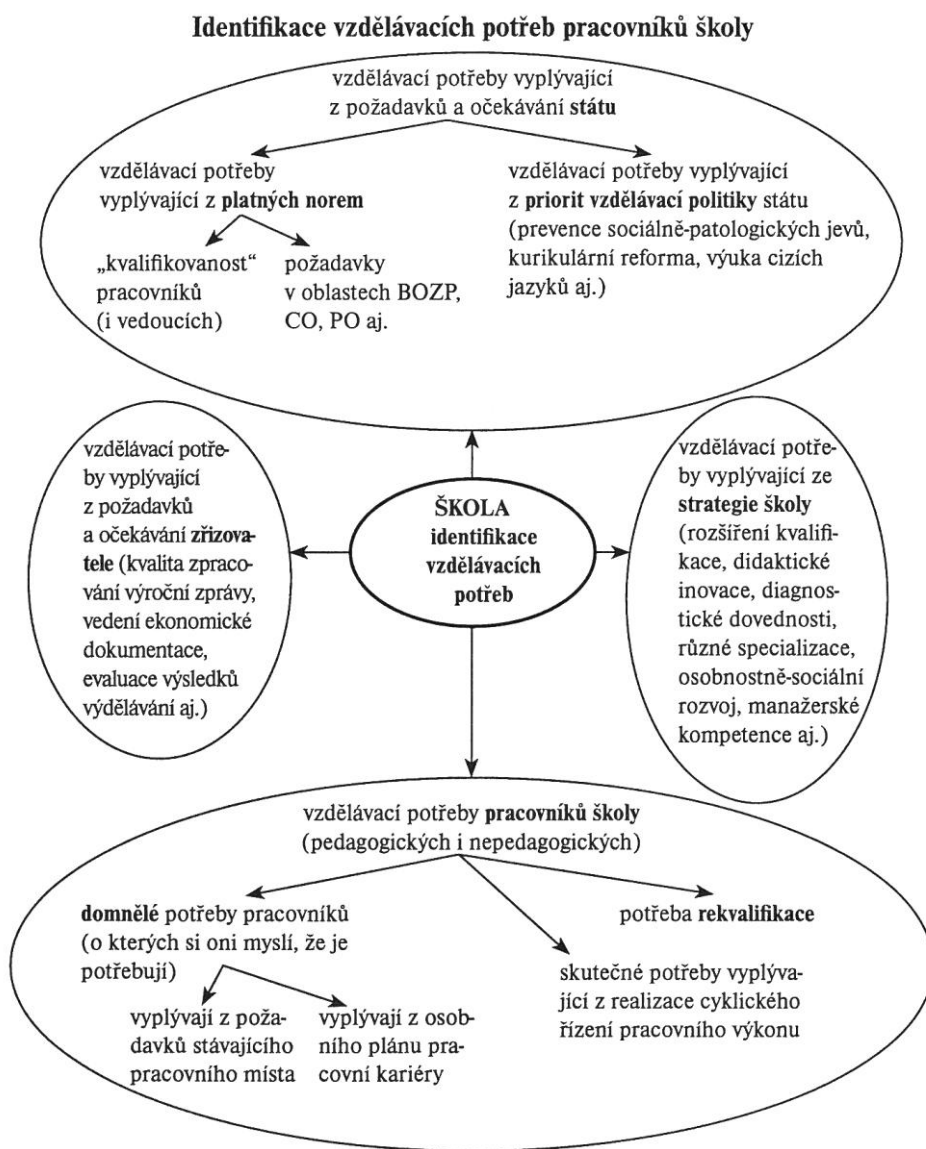 Identifikace vzdělávacích potřeb pracovníků školy
vzdělávací potřeby vyplývající
z požadavků a očekávání státu
vzdělávací potřeby
vyplývající z platných norem
„kvalifikovanost“
pracovníků
(i vedoucích)
požadavky
v oblastech BOZP,
CO, PO aj.
vzdělávací potřeby vyplývající
z priorit vzdělávací politiky státu
(prevence sociálně-patologických jevů,
kurikulární reforma, výuka cizích
jazyků aj.)
vzdělávací potře-
by vyplývající
z požadavků
a očekávání zřizova-
tele (kvalita zpraco-
vání výroční zprávy,
vedení ekonomické
dokumentace,
evaluace výsledků
výdělávání aj.)
ŠKOLA
identifikace
vzdělávacích
potřeb
vzdělávací potře-
by vyplývající ze
strategie školy
(rozšíření kvalifi-
kace, didaktické
inovace, diagnos-
tické dovednosti,
různé specializace,
osobnostně-sociální
rozvoj, manažerské
kompetence aj.)
vzdělávací potřeby pracovníků školy
(pedagogických i nepedagogických)
domnělé potřeby pracovníků
(o kterých si oni myslí, že je
potřebují)
vyplývají z poža-
davků stávajícího
pracovního místa
vyplývají z osob-
ního plánu pra-
covní kariéry
potřeba rekvalifikace
skutečné potřeby vyplýva-
jící z realizace cyklického
řízení pracovního výkonu